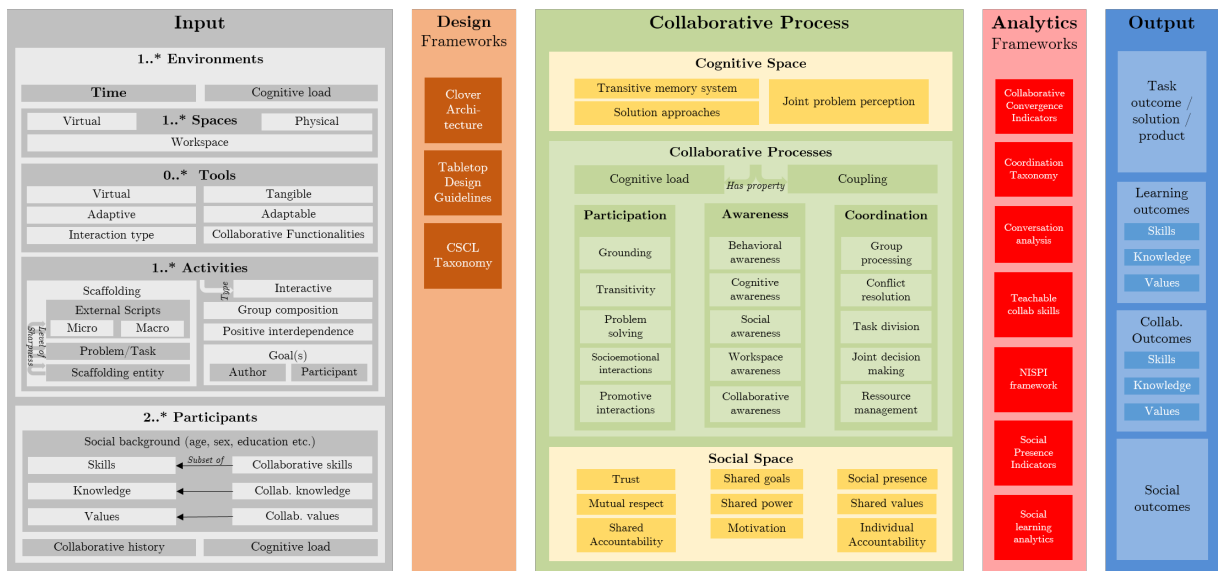 Input
1..* Environments
Time
Cognitive load
Virtual
1..* Spaces
Physical
Workspace
0..* Tools
Virtual
Tangible
Adaptive
Adaptable
Interaction type
Collaborative Functionalities
1..* Activities
Scaffolding
External Scripts
Micro
Macro
Problem/Task
Scaffolding entity
Level of
Sharpness
Type
Interactive
Group composition
Positive interdependence
Goal(s)
Author
Participant
2..* Participants
Social background (age, sex, education etc.)
Skills
Subset of
Collaborative skills
Knowledge
Collab. knowledge
Values
Collab. values
Collaborative history
Cognitive load
Design
Frameworks
Clover
Archi-
tecture
Tabletop
Design
Guidelines
CSCL
Taxonomy
Collaborative Process
Cognitive Space
Transitive memory system
Solution approaches
Joint problem perception
Collaborative Processes
Cognitive load
Has property
Coupling
Participation
Grounding
Transitivity
Problem
solving
Socioemotional
interactions
Promotive
interactions
Awareness
Behavioral
awareness
Cognitive
awareness
Social
awareness
Workspace
awareness
Collaborative
awareness
Coordination
Group
processing
Conflict
resolution
Task division
Joint decision
making
Ressource
management
Social Space
Trust
Shared goals
Social presence
Mutual respect
Shared power
Shared values
Shared
Accountability
Motivation
Individual
Accountability
Analytics
Frameworks
Collaborative
Convergence
Indicators
Coordination
Taxonomy
Conversation
analysis
Teachable
collab skills
NISPI
framework
Social
Presence
Indicators
Social
learning
analytics
Output
Task
outcome /
solution /
product
Learning
outcomes
Skills
Knowledge
Values
Collab.
Outcomes
Skills
Knowledge
Values
Social
outcomes